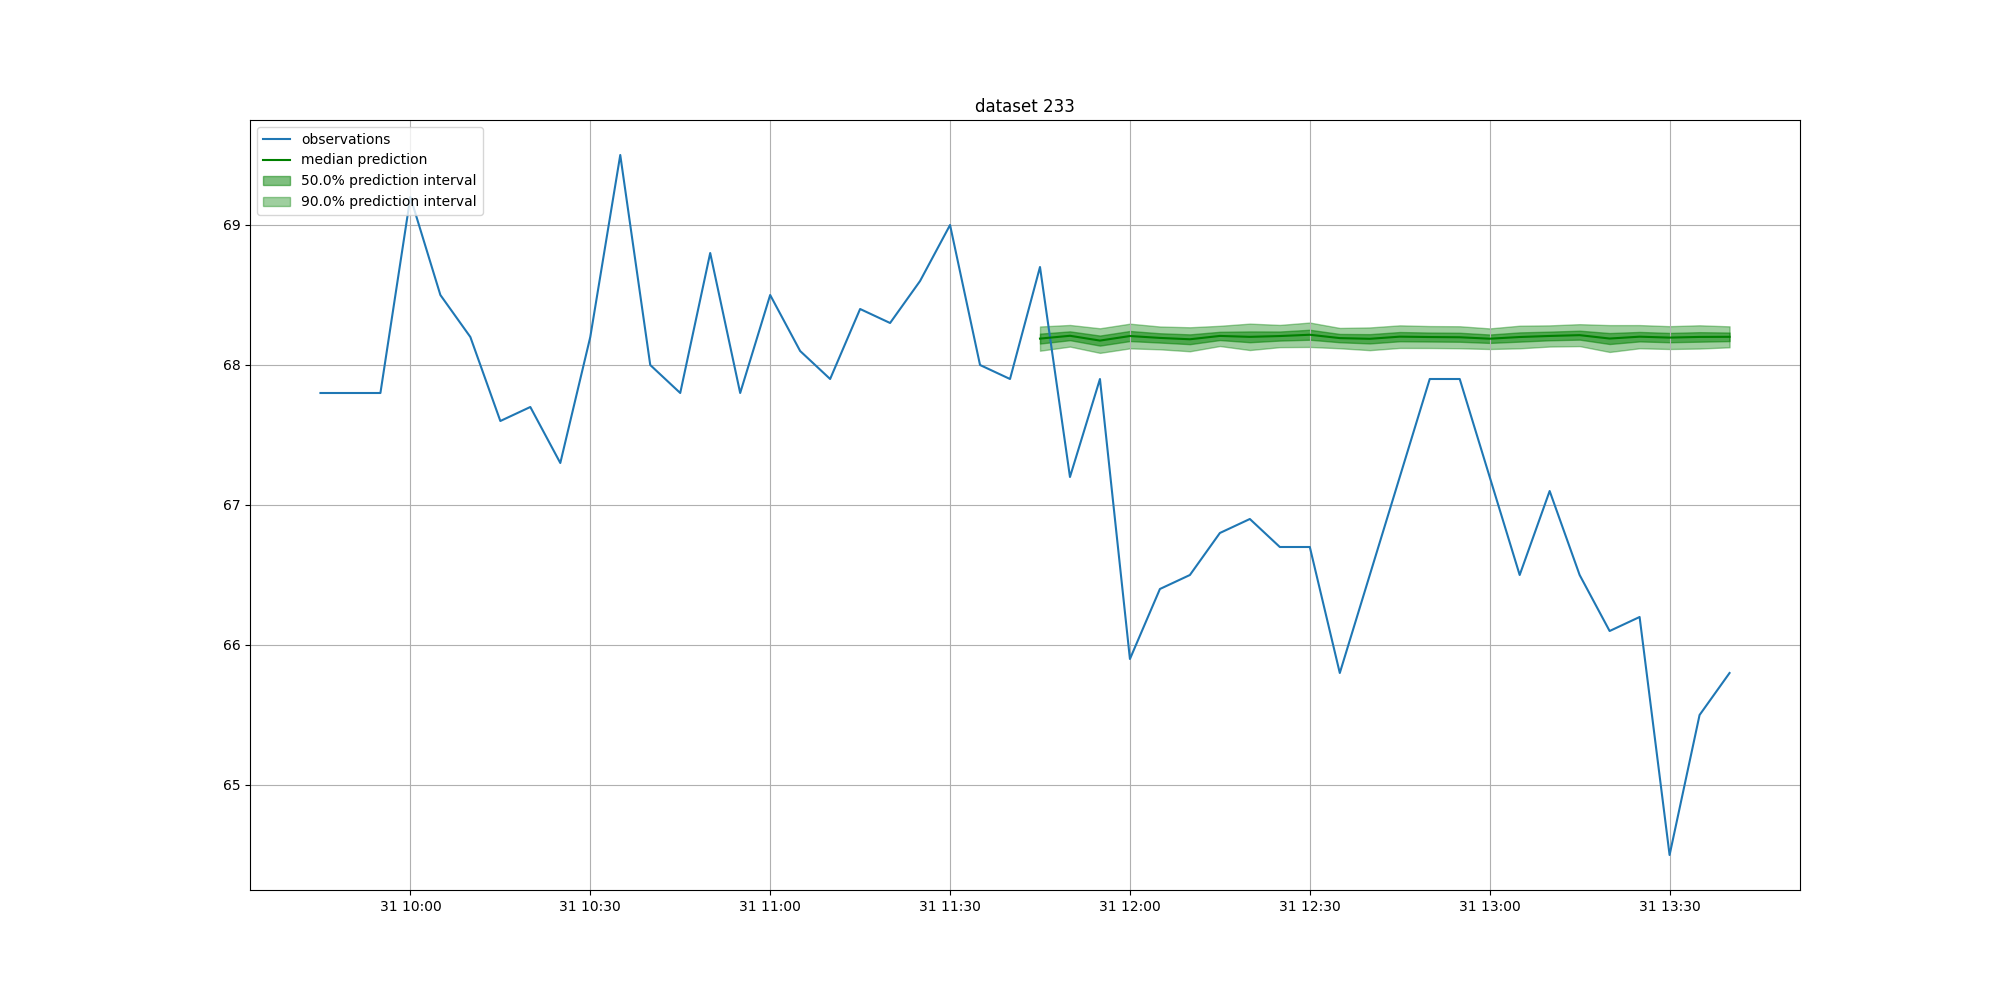 dataset 233
observations
median prediction
50.0% prediction interval
90.0% prediction interval
69
68
67
66
65
31 10:00
31 10:30
31 11:00
31 11:30
31 12:00
31 12:30
31 13:00
31 13:30